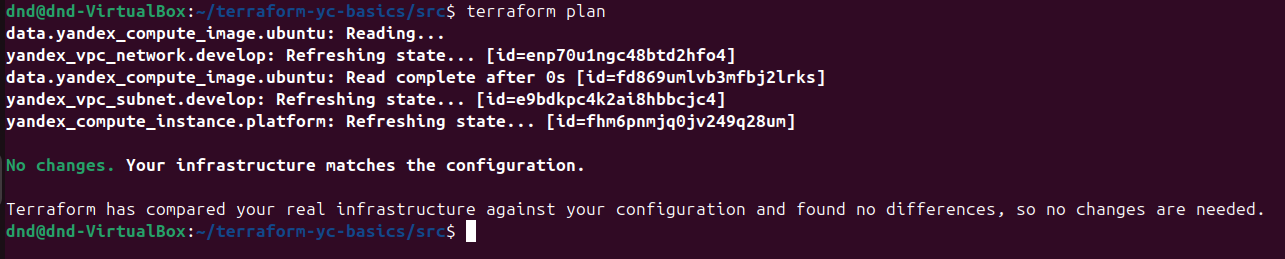 dnd@dnd-VirtualBox:~/terraform-yc-basics/src$ terraform plan
data.yandex_compute_image.ubuntu: Reading...
yandex_vpc_network.develop: Refreshing state... [id=enp70u1ngc48btd2hfo4]
data.yandex_compute_image.ubuntu: Read complete after 0s [id=fd869umlvb3mfbj2lrks]
yandex_vpc_subnet.develop: Refreshing state... [id=e9bdkpc4k2ai8hbbcjc4]
yandex_compute_instance.platform: Refreshing state... [id=fhm6pnmjq0jv249q28um]
No changes. Your infrastructure matches the configuration.
Terraform has compared your real infrastructure against your configuration and found no differences, so no changes are needed.
dnd@dnd-VirtualBox:~/terraform-yc-basics/src$